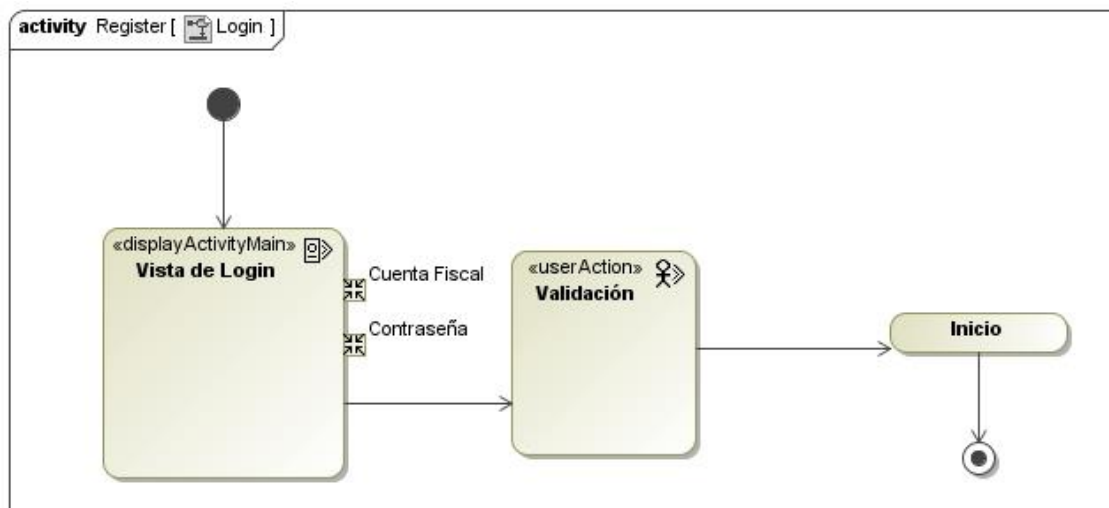 activity Register [ Login ]
«displayActivityMain»
Vista de Login
Cuenta Fiscal
Contraseña
«userAction»
Validación
Inicio